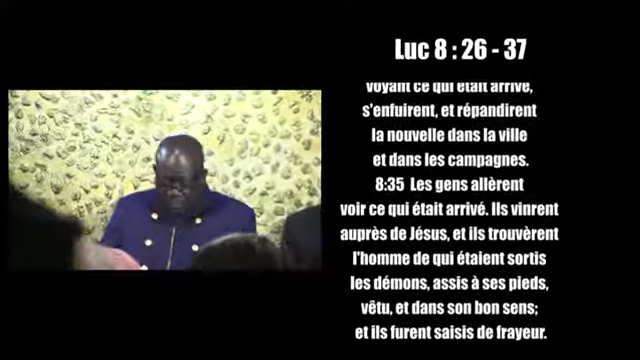 Luc 8 : 26 - 37
voyant ce qui était arrivé,
s'enfuirent, et répandirent
la nouvelle dans la ville
et dans les campagnes.
8:35 Les gens allèrent
voir ce qui était arrivé. Ils vinrent
auprès de Jésus, et ils trouvèrent
l'homme de qui étaient sortis
les démons, assis à ses pieds,
vêtu, et dans son bon sens;
et ils furent saisis de frayeur.